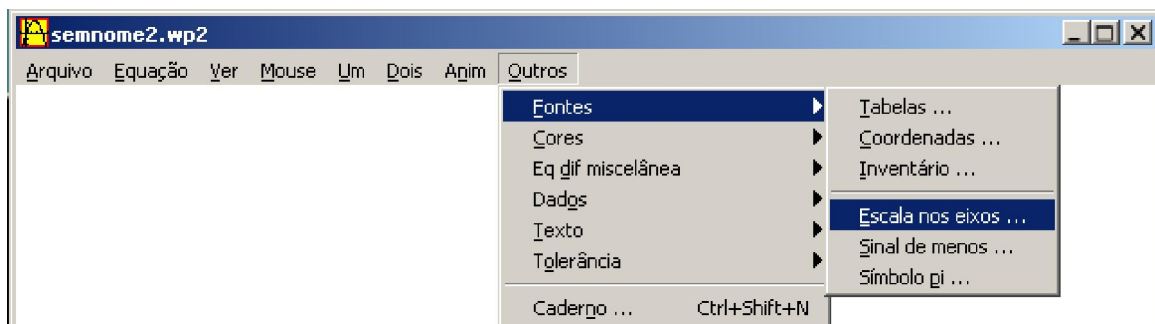 semnome2.wp2
Arquivo Equação Ver Mouse Um Dois Anim Outros
Fontes
Cores
Eq dif miscelânea
Dados
Texto
Tolerância
Caderno ... Ctrl+Shift+N
Tabelas ...
Coordenadas ...
Inventário ...
Escala nos eixos ...
Sinal de menos ...
Símbolo pi ...